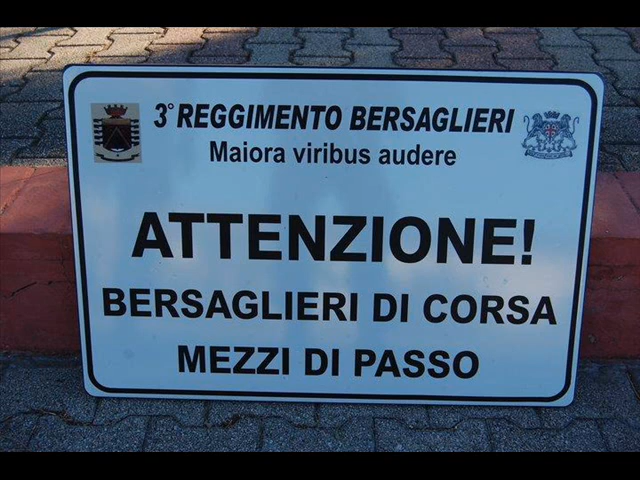 3° REGGIMENTO BERSAGLIERI
Maiora viribus audere
ATTENZIONE!
BERSAGLIERI DI CORSA
MEZZI DI PASSO